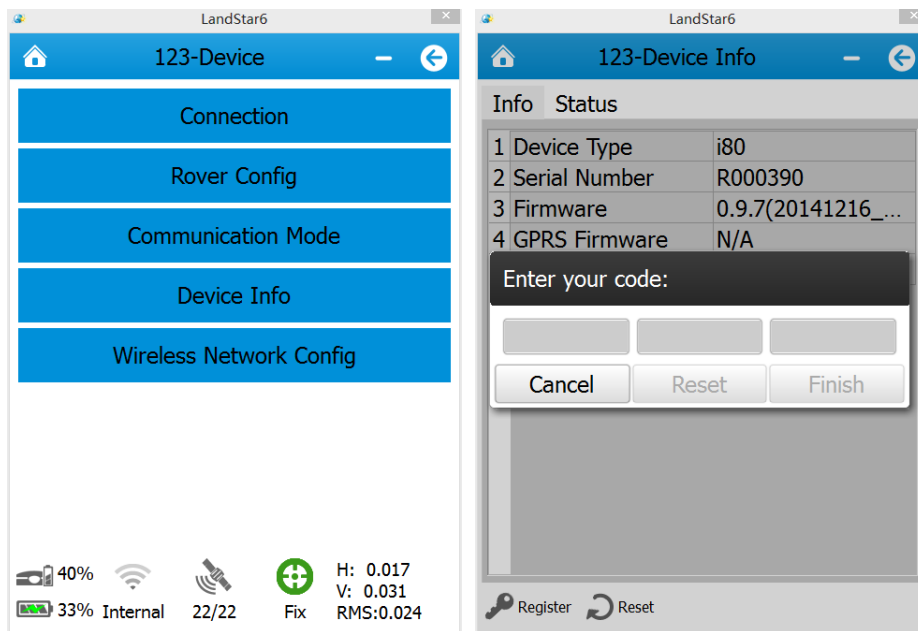 LandStar6
123-Device
Connection
Rover Config
Communication Mode
Device Info
Wireless Network Config
40%
33% Internal 22/22 Fix
H: 0.017
V: 0.031
RMS:0.024
LandStar6
123-Device Info
Info Status
1 Device Type i80
2 Serial Number R000390
3 Firmware 0.9.7(20141216_...
4 GPRS Firmware N/A
Enter your code:
Cancel Reset Finish
Register Reset